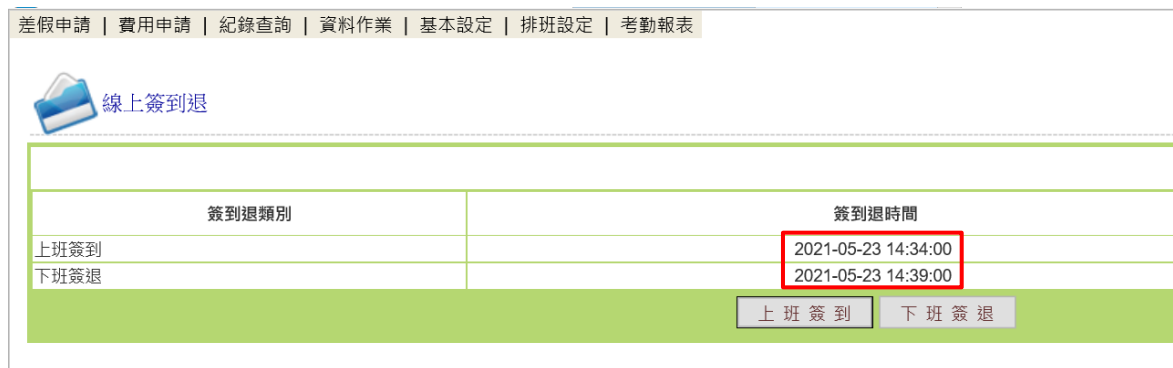 差假申請 | 費用申請 | 紀錄查詢 | 資料作業 | 基本設定 | 排班設定 | 考勤報表
線上簽到退
簽到退類別 簽到退時間
上班簽到 2021-05-23 14:34:00
下班簽退 2021-05-23 14:39:00
上班簽到 下班簽退